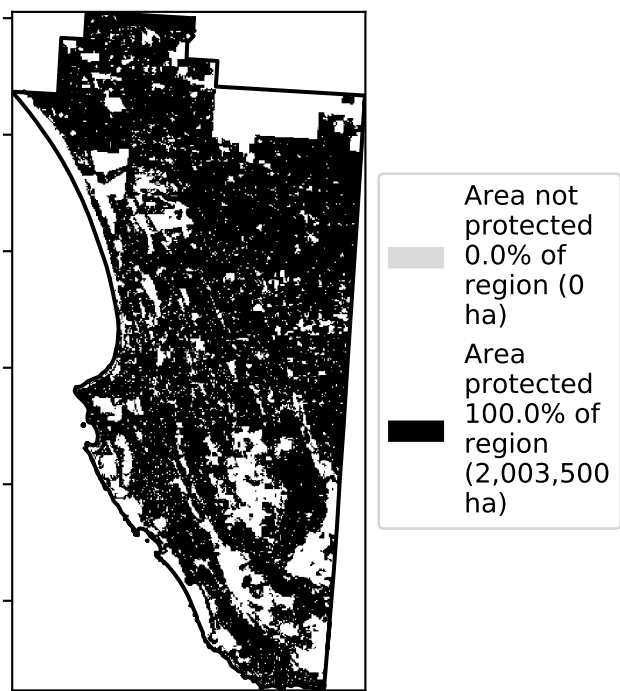 Area not
protected
0.0% of
region (0
ha)
Area
protected
100.0% of
region
(2,003,500
ha)